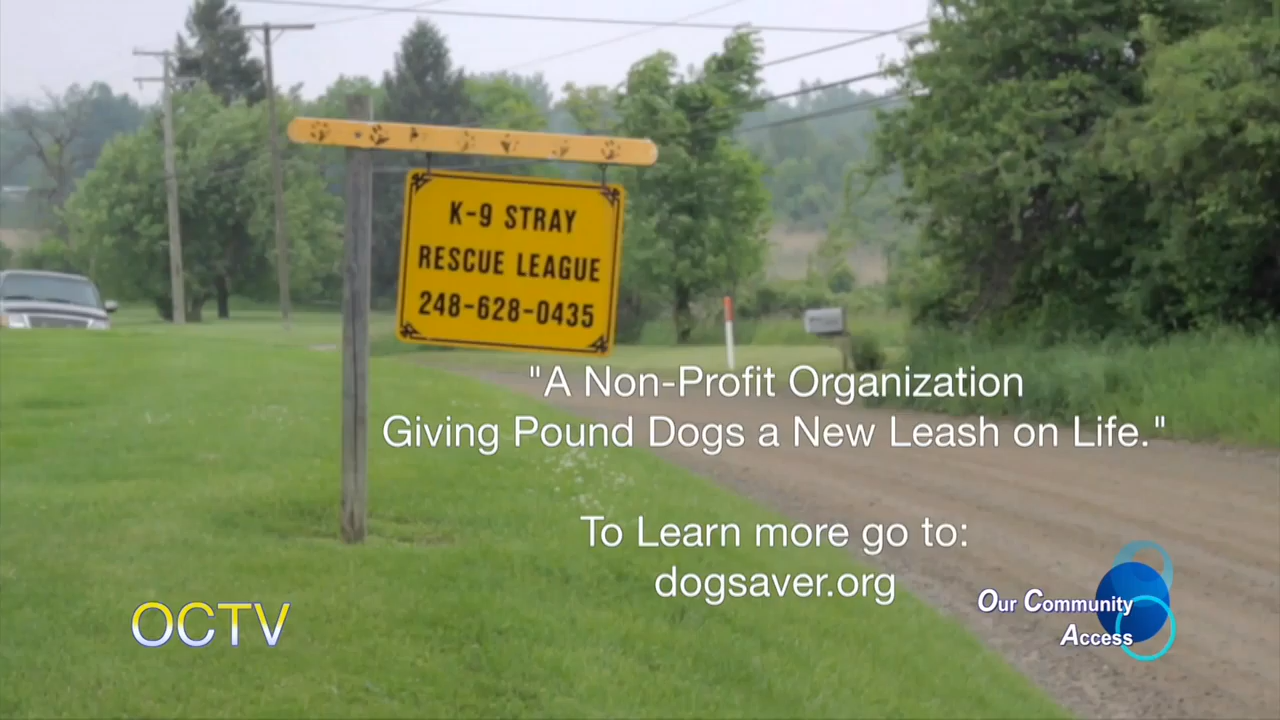 K-9 STRAY
RESCUE LEAGUE
248-628-0435
"A Non-Profit Organization
Giving Pound Dogs a New Leash on Life."
To Learn more go to:
dogsaver.org
OCTV
Our Community
Access